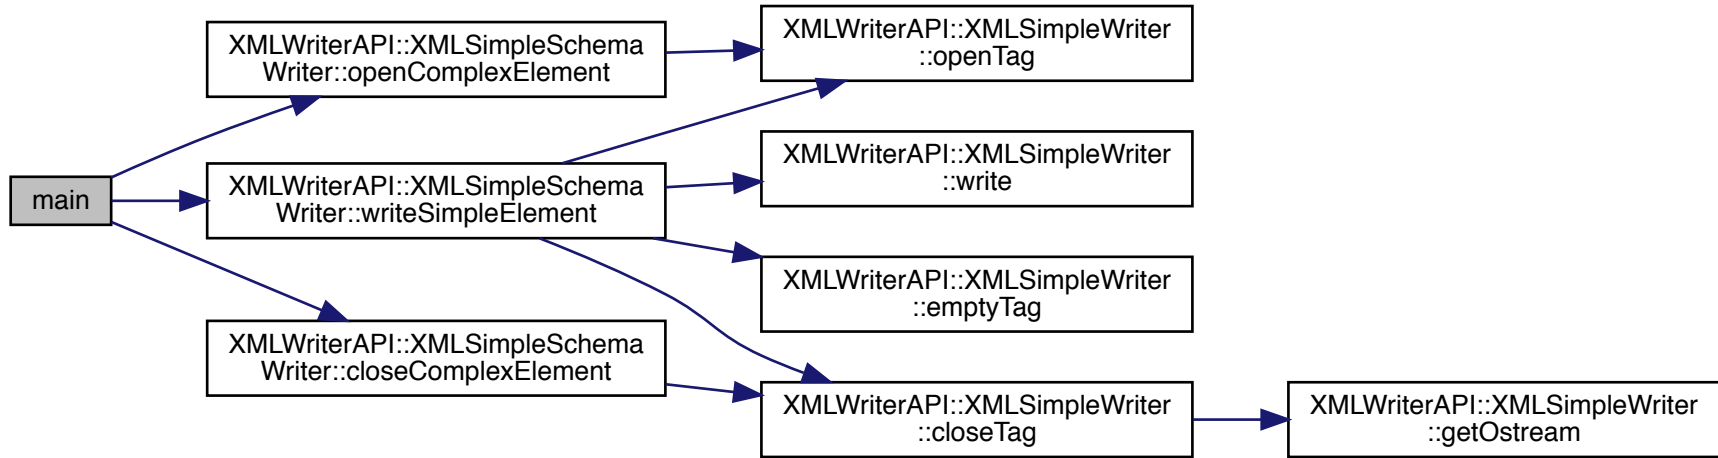 main
XMLWriterAPI::XMLSimpleSchema
Writer::openComplexElement
XMLWriterAPI::XMLSimpleSchema
Writer::writeSimpleElement
XMLWriterAPI::XMLSimpleSchema
Writer::closeComplexElement
XMLWriterAPI::XMLSimpleWriter
::openTag
XMLWriterAPI::XMLSimpleWriter
::write
XMLWriterAPI::XMLSimpleWriter
::emptyTag
XMLWriterAPI::XMLSimpleWriter
::closeTag
XMLWriterAPI::XMLSimpleWriter
::getOstream